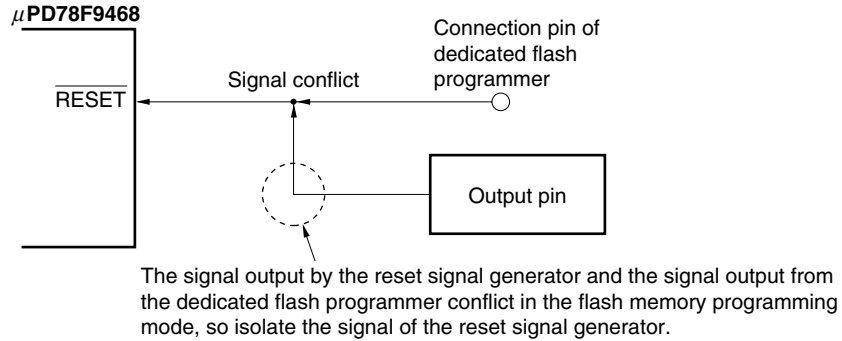 μPD78F9468
Connection pin of
dedicated flash
programmer
Signal conflict
RESET
Output pin
The signal output by the reset signal generator and the signal output from
the dedicated flash programmer conflict in the flash memory programming
mode, so isolate the signal of the reset signal generator.